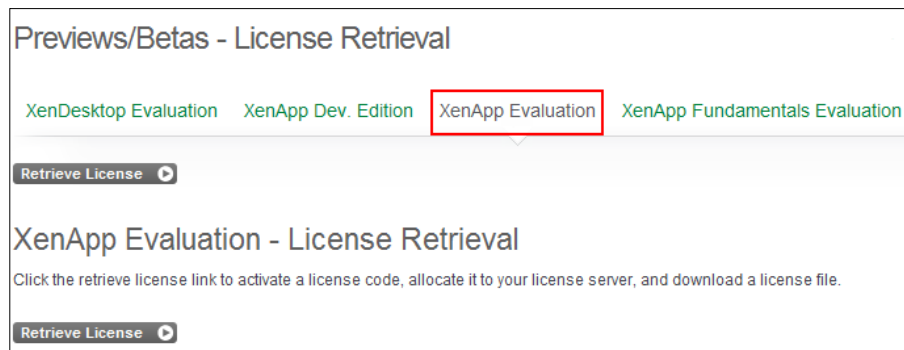 Previews/Betas - License Retrieval
XenDesktop Evaluation XenApp Dev. Edition XenApp Evaluation XenApp Fundamentals Evaluation
Retrieve License
XenApp Evaluation - License Retrieval
Click the retrieve license link to activate a license code, allocate it to your license server, and download a license file.
Retrieve License